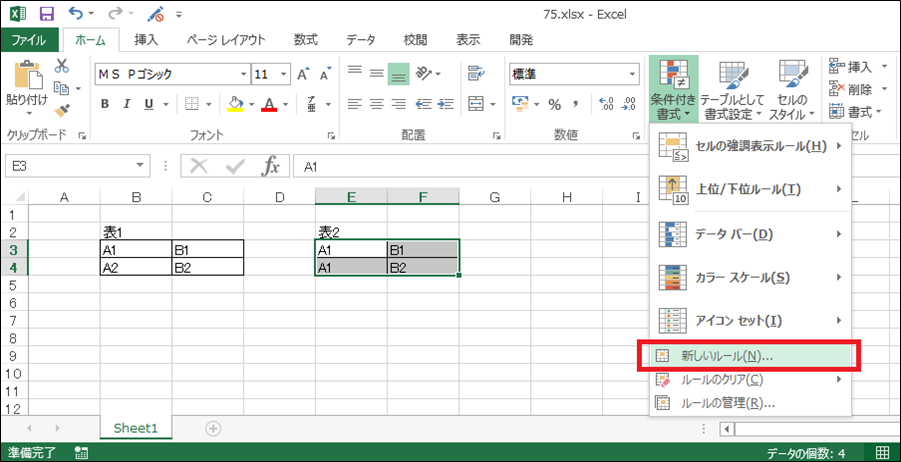 75.xlsx - Excel
ファイル ホーム 挿入 ページ レイアウト 数式 データ 校閲 表示 開発
貼り付け
クリップボード
ＭＳ Ｐゴシック 11
B I U
フォント
配置
標準
% ,
数値
条件付き
書式
テーブルとして
書式設定
セルの
スタイル
挿入
削除
書式
セル
E3 fx A1
A B C D E F G H I L
1
2 表1 表2
3 A1 B1 A1 B1
4 A2 B2 A1 B2
5
6
7
8
9
10
11
12
セルの強調表示ルール(H)
上位/下位ルール(T)
データ バー(D)
カラー スケール(S)
アイコン セット(I)
新しいルール(N)...
ルールのクリア(C)
ルールの管理(R)...
Sheet1
準備完了 データの個数: 4